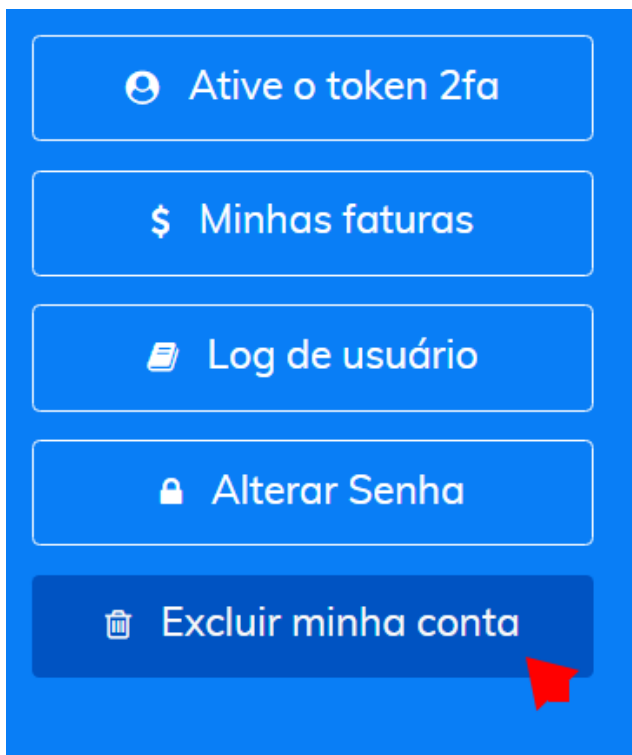 Ative o token 2fa
$ Minhas faturas
Log de usuário
Alterar Senha
Excluir minha conta